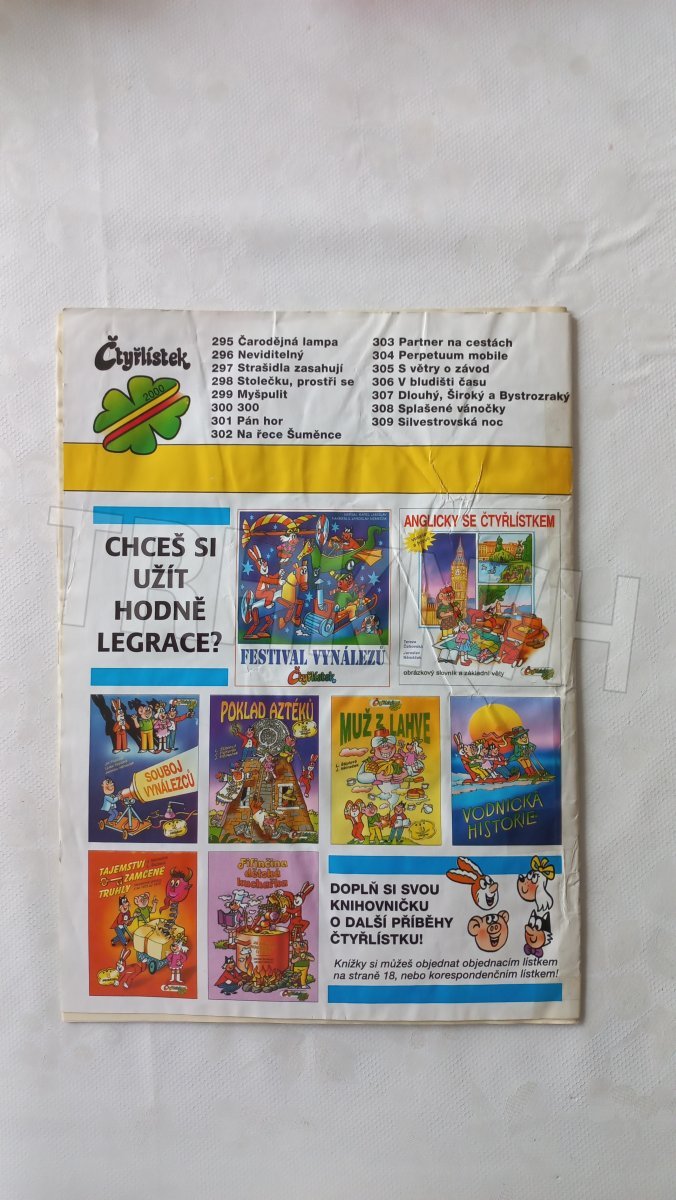 Čtyřlístek
2000
295 Čarodějná lampa
296 Neviditelný
297 Strašidla zasahují
298 Stolečku, prostři se
299 Myšpulit
300 300
301 Pán hor
302 Na řece Šuměnce
303 Partner na cestách
304 Perpetuum mobile
305 S větry o závod
306 V bludišti času
307 Dlouhý, Široký a Bystrozraký
308 Splašené vánočky
309 Silvestrovská noc
CHCEŠ SI
UŽÍT
HODNĚ
LEGRACE?
FESTIVAL VYNÁLEZŮ
Čtyřlístek
ANGLICKY SE ČTYŘLÍSTKEM
obrázkový slovník a základní věty
SOUBOJ
VYNÁLEZCŮ
POKLAD AZTÉKŮ
MUŽ Z LAHVE
VODNICKÁ
HISTORIE
TAJEMSTVÍ
ZAMČENÉ
TRUHLY
Fifinčina
dětská
kuchařka
DOPLŇ SI SVOU
KNIHOVNIČKU
O DALŠÍ PŘÍBĚHY
ČTYŘLÍSTKU!
Knížky si můžeš objednat objednacím lístkem
na straně 18, nebo korespondenčním lístkem!